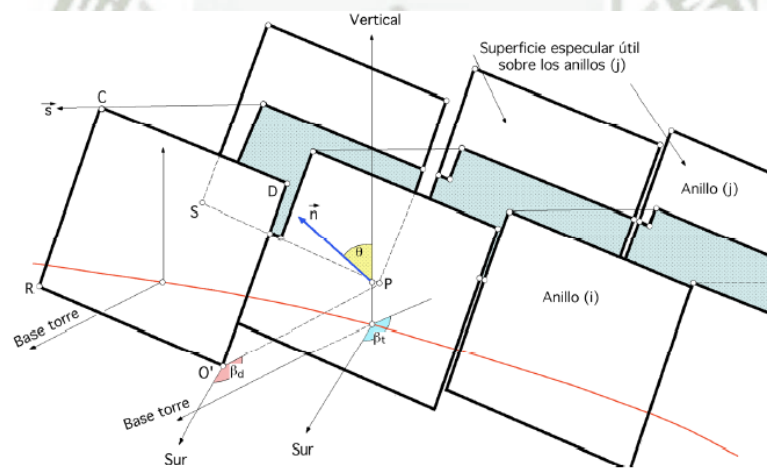 Vertical
Superficie especular útil
sobre los anillos (j)
C
s
D
S
n
θ
P
Anillo (j)
R
Anillo (i)
Base torre
βt
O'
βd
Base torre
Sur
Sur